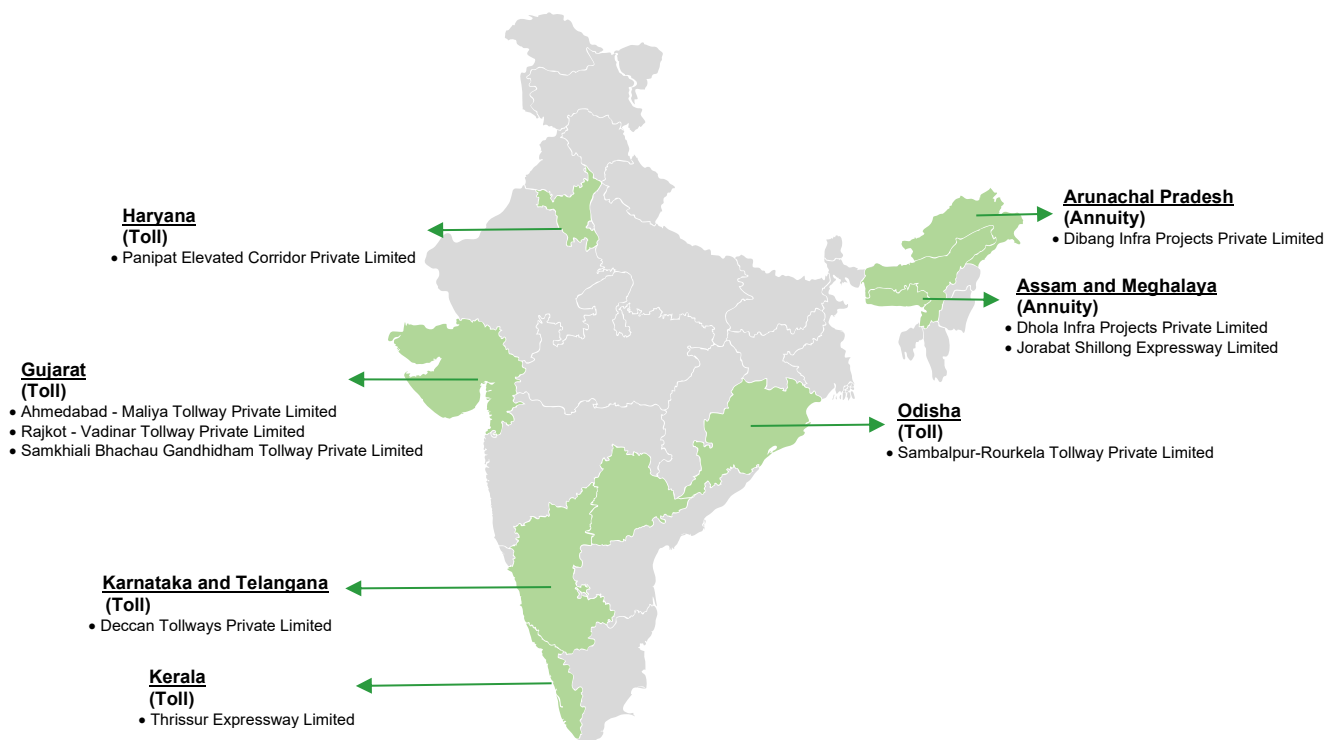 Haryana
(Toll)
• Panipat Elevated Corridor Private Limited
Gujarat
(Toll)
• Ahmedabad - Maliya Tollway Private Limited
• Rajkot - Vadinar Tollway Private Limited
• Samkhiali Bhachau Gandhidham Tollway Private Limited
Karnataka and Telangana
(Toll)
• Deccan Tollways Private Limited
Kerala
(Toll)
• Thrissur Expressway Limited
Arunachal Pradesh
(Annuity)
• Dibang Infra Projects Private Limited
Assam and Meghalaya
(Annuity)
• Dhola Infra Projects Private Limited
• Jorabat Shillong Expressway Limited
Odisha
(Toll)
• Sambalpur-Rourkela Tollway Private Limited